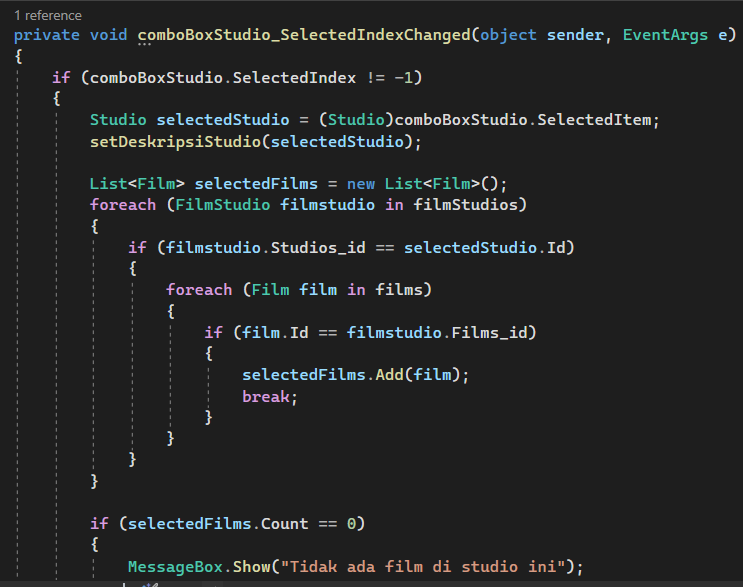 1 reference
private void comboBoxStudio_SelectedIndexChanged(object sender, EventArgs e)
{
if (comboBoxStudio.SelectedIndex != -1)
{
Studio selectedStudio = (Studio)comboBoxStudio.SelectedItem;
setDeskripsiStudio(selectedStudio);
List<Film> selectedFilms = new List<Film>();
foreach (FilmStudio filmstudio in filmStudios)
{
if (filmstudio.Studios_id == selectedStudio.Id)
{
foreach (Film film in films)
{
if (film.Id == filmstudio.Films_id)
{
selectedFilms.Add(film);
break;
}
}
}
}
if (selectedFilms.Count == 0)
{
MessageBox.Show("Tidak ada film di studio ini");